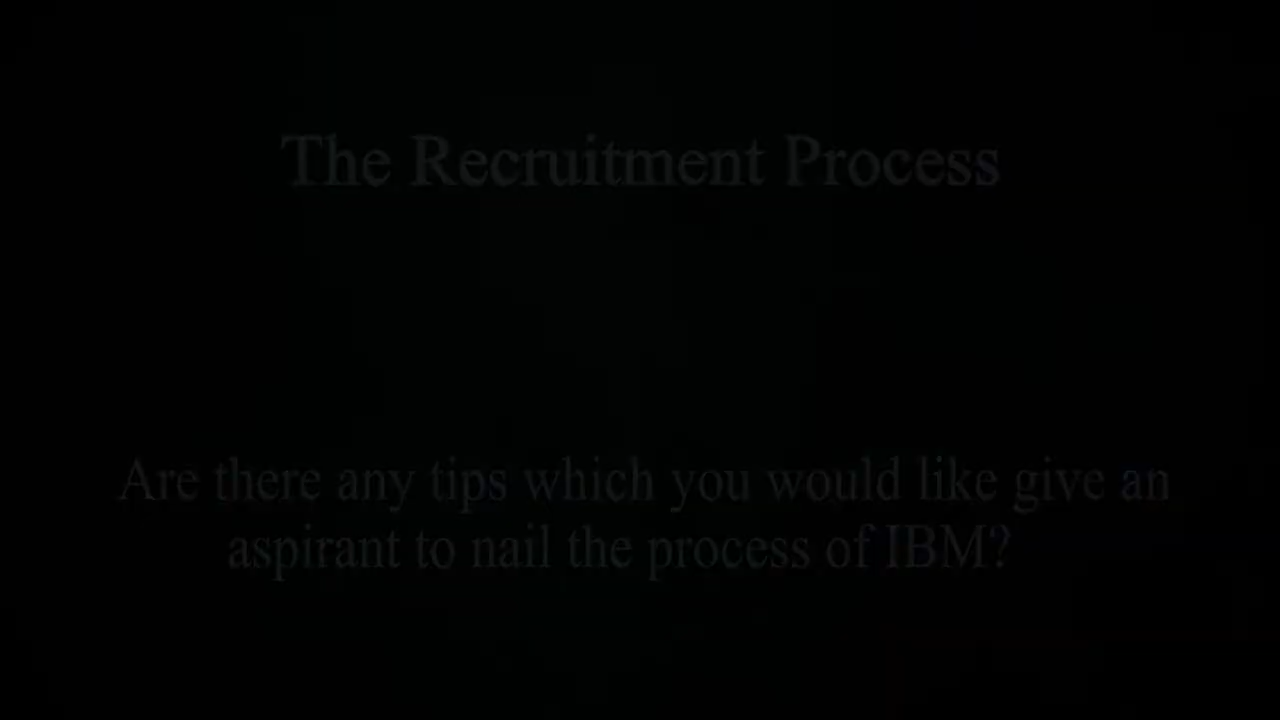 The Recruitment Process
Are there any tips which you would like give an
aspirant to nail the process of IBM?